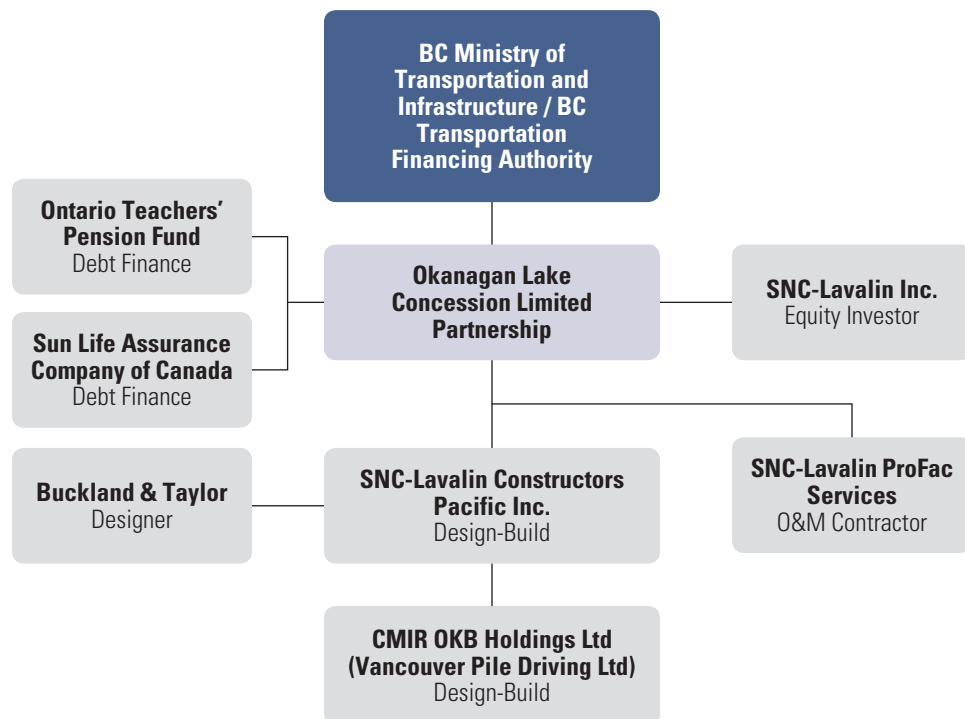 BC Ministry of
Transportation and
Infrastructure / BC
Transportation
Financing Authority
Ontario Teachers’
Pension Fund
Debt Finance
Okanagan Lake
Concession Limited
Partnership
SNC-Lavalin Inc.
Equity Investor
Sun Life Assurance
Company of Canada
Debt Finance
Buckland & Taylor
Designer
SNC-Lavalin Constructors
Pacific Inc.
Design-Build
SNC-Lavalin ProFac
Services
O&M Contractor
CMIR OKB Holdings Ltd
(Vancouver Pile Driving Ltd)
Design-Build